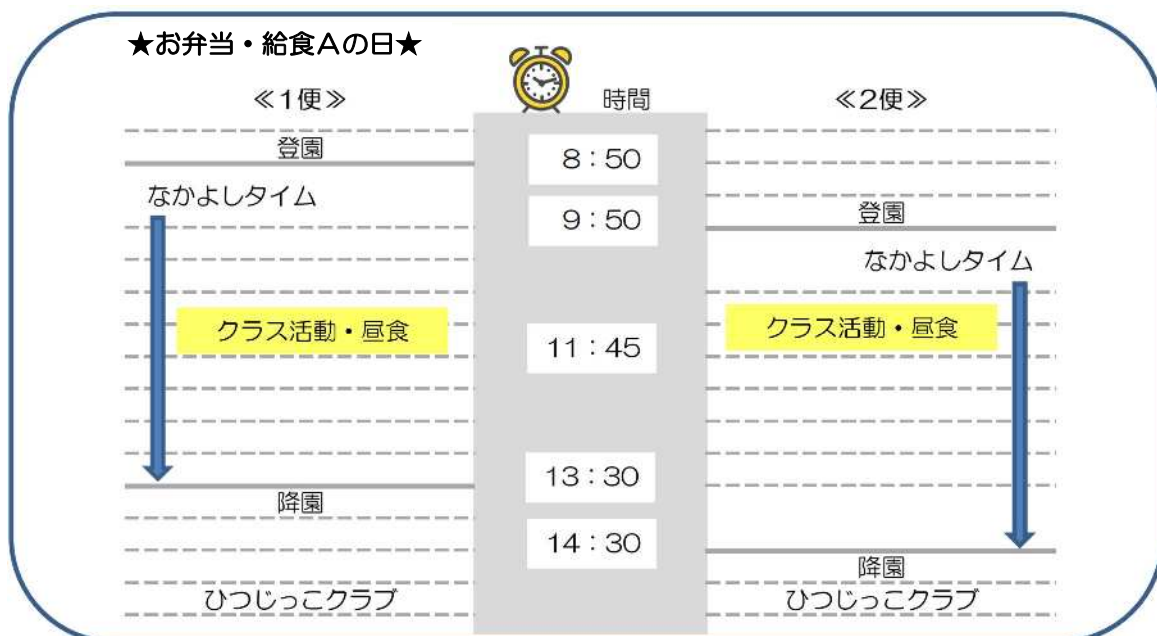 ★お弁当・給食Aの日★
≪1便≫
時間
≪2便≫
登園
8：50
なかよしタイム
9：50
登園
なかよしタイム
クラス活動・昼食
11：45
クラス活動・昼食
13：30
降園
14：30
降園
ひつじっこクラブ
ひつじっこクラブ